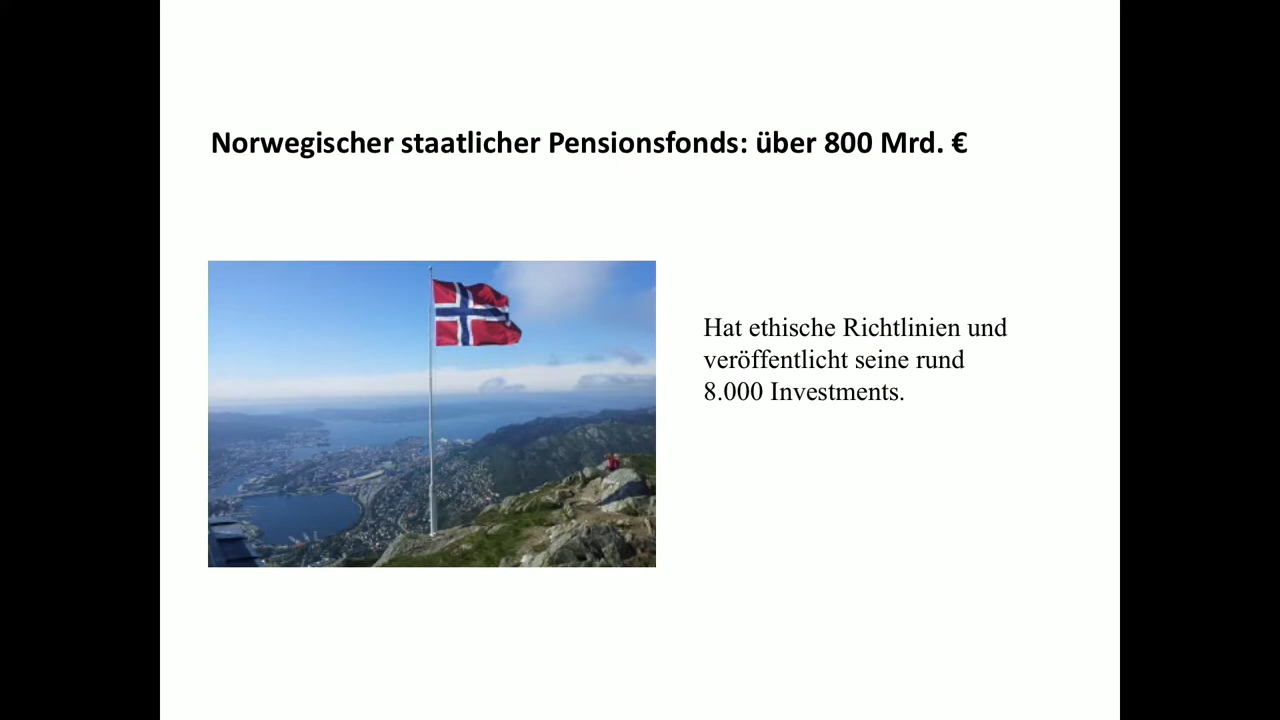 Norwegischer staatlicher Pensionsfonds: über 800 Mrd. €
Hat ethische Richtlinien und
veröffentlicht seine rund
8.000 Investments.